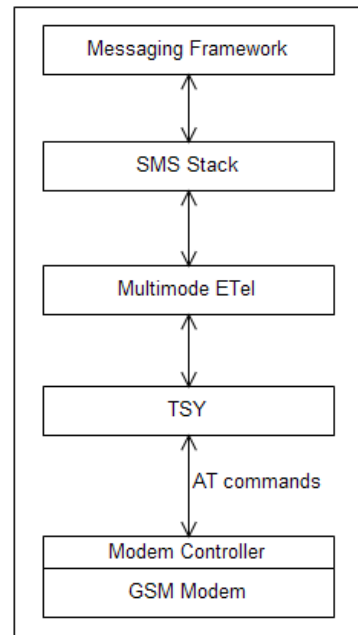 Messaging Framework
SMS Stack
Multimode ETel
TSY
AT commands
Modem Controller
GSM Modem